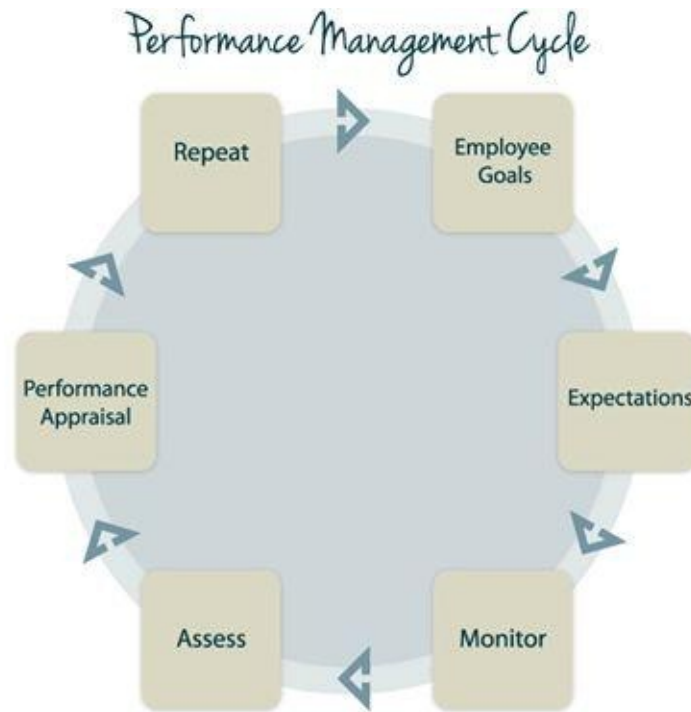 Performance Management Cycle
Repeat
Employee
Goals
Performance
Appraisal
Expectations
Assess
Monitor